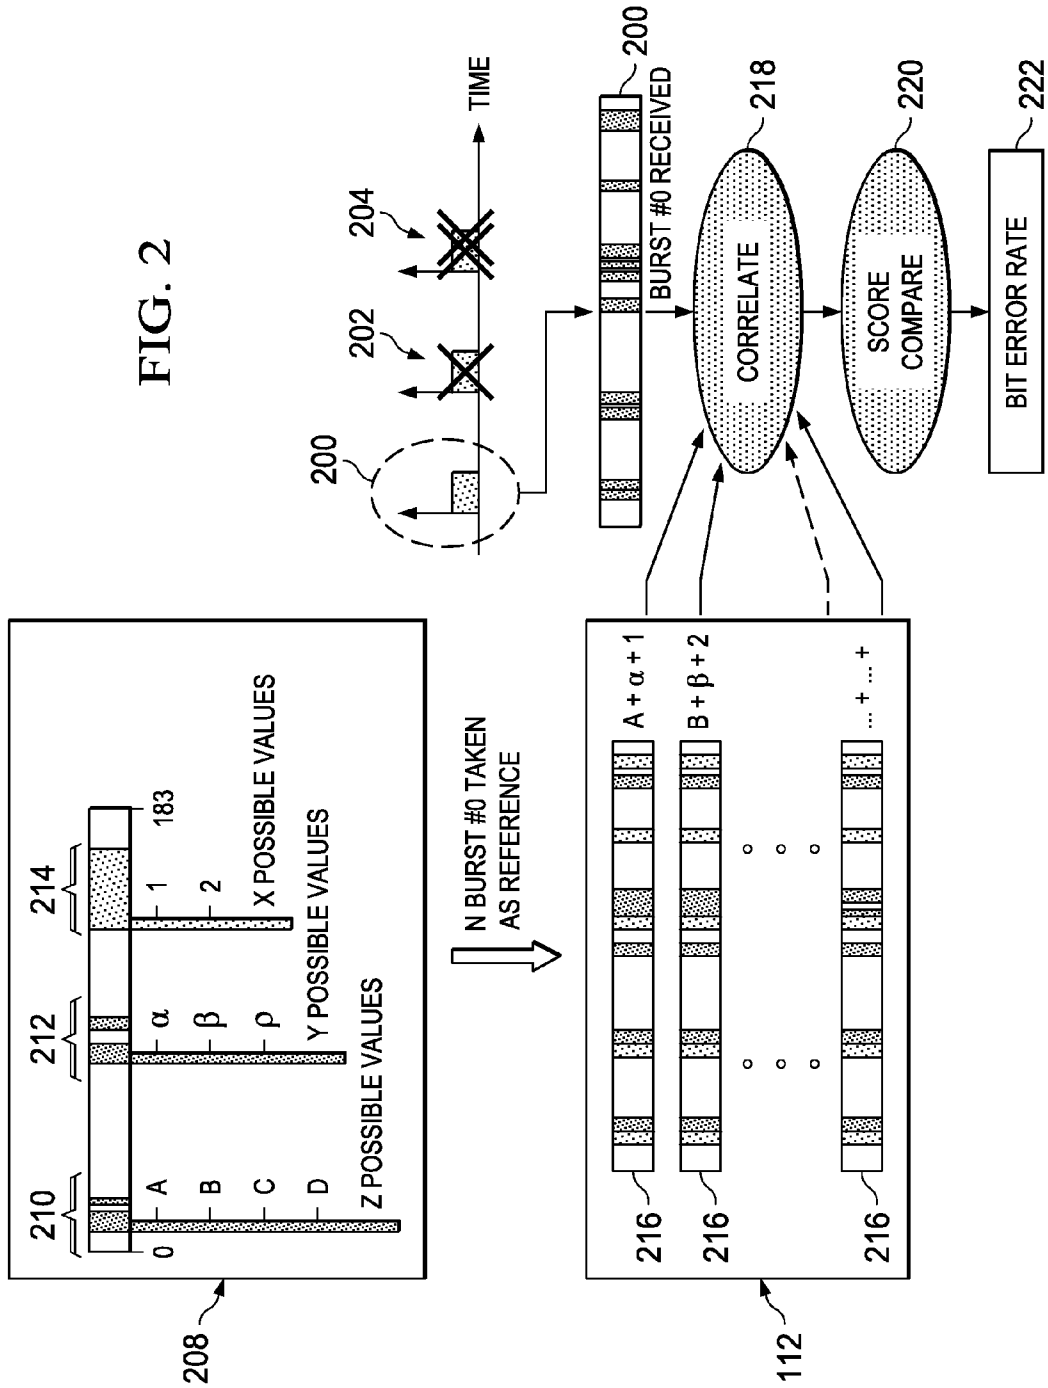 FIG. 2
208
210
212
214
0
183
A
B
C
D
Z POSSIBLE VALUES
α
β
ρ
Y POSSIBLE VALUES
1
2
X POSSIBLE VALUES
200
202
204
TIME
N BURST #0 TAKEN
AS REFERENCE
112
216
A + α + 1
216
B + β + 2
216
... + ... +
200
BURST #0 RECEIVED
CORRELATE
218
SCORE
COMPARE
220
BIT ERROR RATE
222